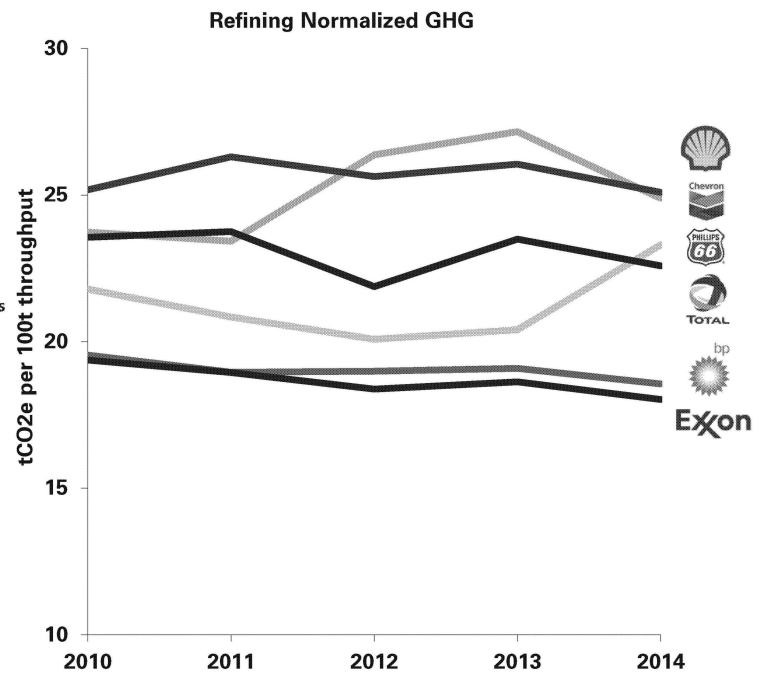 Refining Normalized GHG
30
25
20
15
10
tCO2e per 100t throughput
s
2010 2011 2012 2013 2014
Chevron
PHILLIPS
66
TOTAL
bp
Exxon